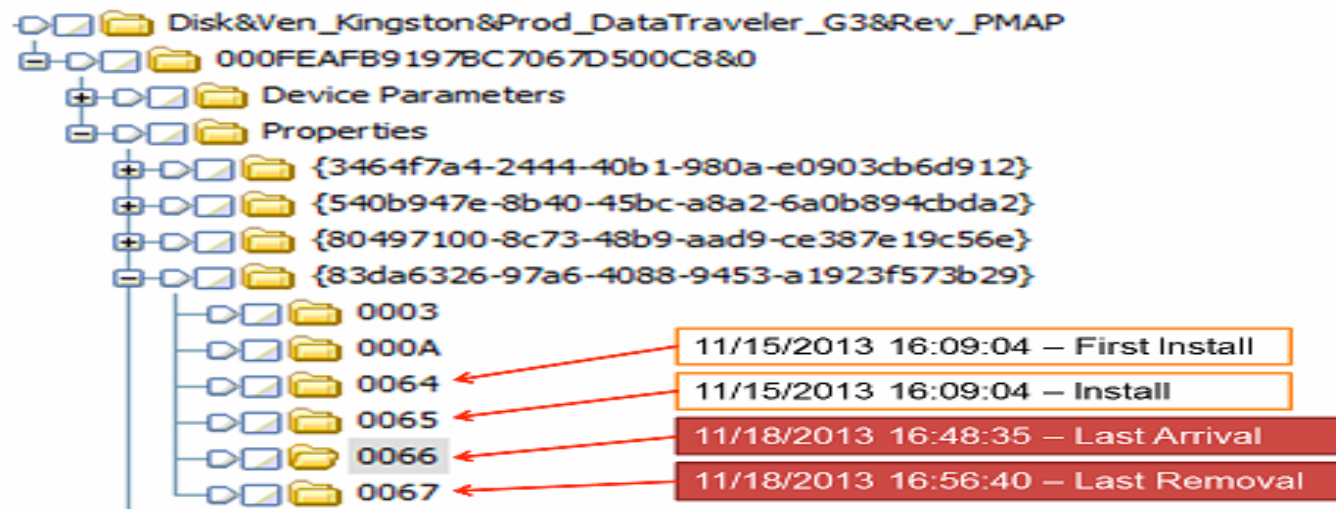 Disk&Ven_Kingston&Prod_DataTraveler_G3&Rev_PMAP
000FEAFB9197BC7067D500C8&0
Device Parameters
Properties
{3464f7a4-2444-40b1-980a-e0903cb6d912}
{540b947e-8b40-45bc-a8a2-6a0b894cbda2}
{80497100-8c73-48b9-aad9-ce387e19c56e}
{83da6326-97a6-4088-9453-a1923f573b29}
0003
000A
11/15/2013 16:09:04 – First Install
0064
11/15/2013 16:09:04 – Install
0065
11/18/2013 16:48:35 – Last Arrival
0066
11/18/2013 16:56:40 – Last Removal
0067